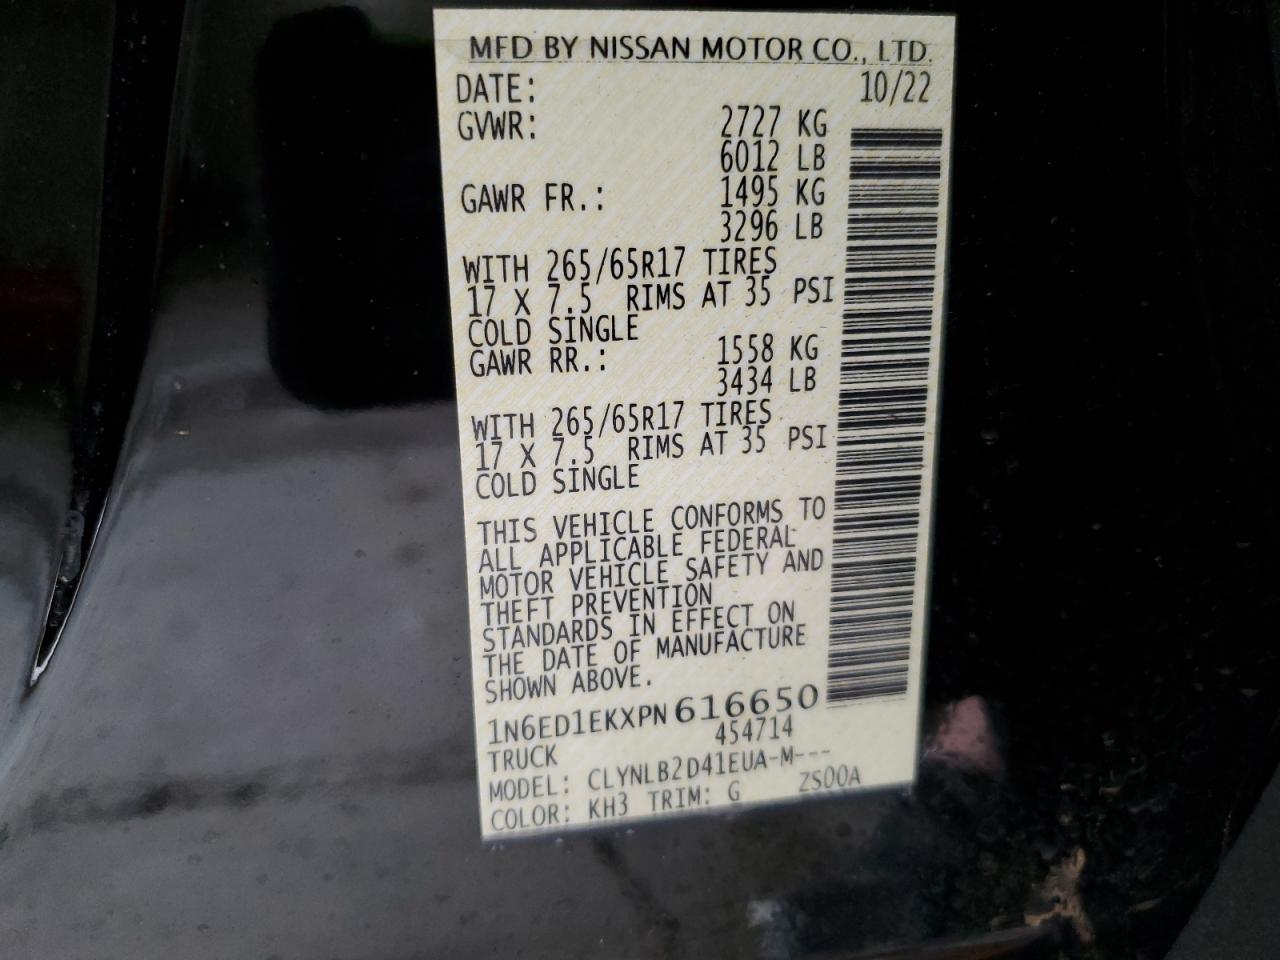 MFD BY NISSAN MOTOR CO., LTD.
DATE: 10/22
GVWR: 2727 KG
6012 LB
GAWR FR.: 1495 KG
3296 LB
WITH 265/65R17 TIRES
17 X 7.5 RIMS AT 35 PSI
COLD SINGLE
GAWR RR.: 1558 KG
3434 LB
WITH 265/65R17 TIRES
17 X 7.5 RIMS AT 35 PSI
COLD SINGLE
THIS VEHICLE CONFORMS TO
ALL APPLICABLE FEDERAL
MOTOR VEHICLE SAFETY AND
THEFT PREVENTION
STANDARDS IN EFFECT ON
THE DATE OF MANUFACTURE
SHOWN ABOVE.
1N6ED1EKXPN616650
TRUCK 454714
MODEL: CLYNLB2D41EUA-M---
COLOR: KH3 TRIM: G ZS00A